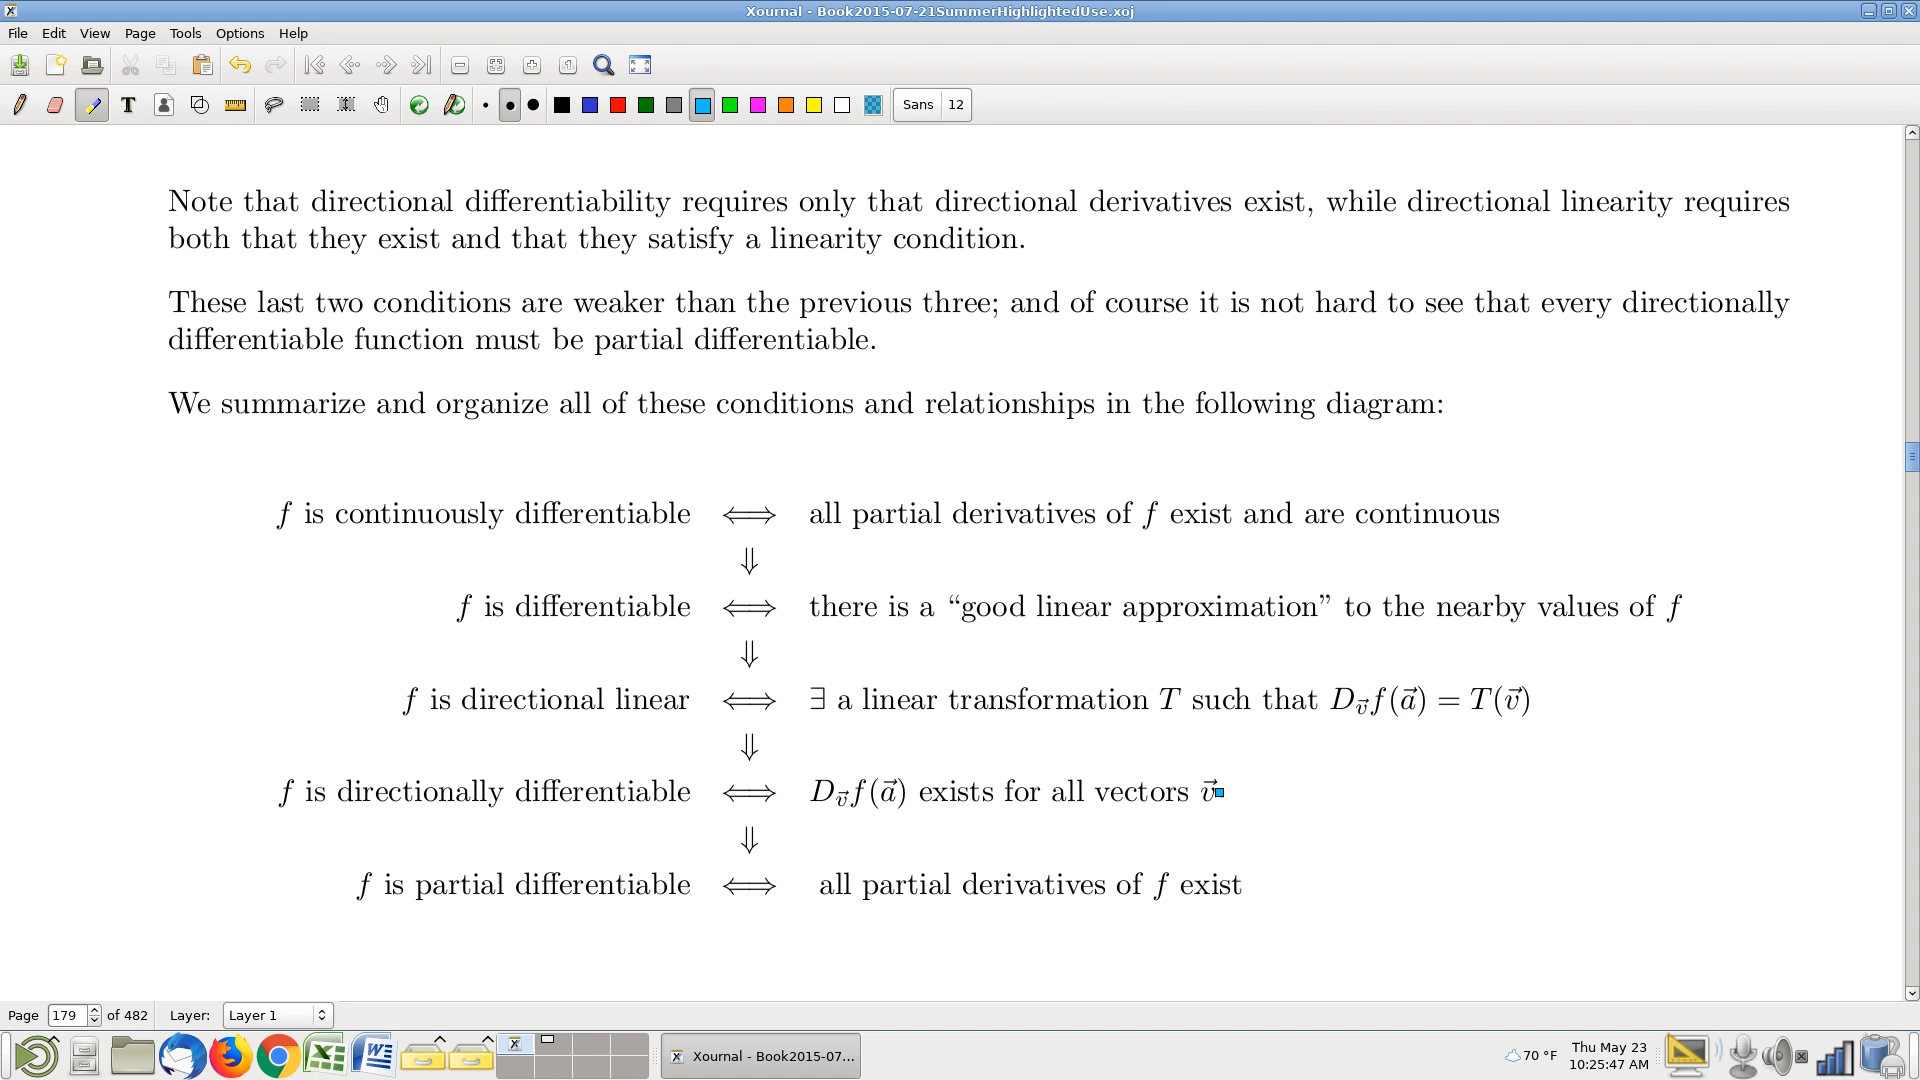 Xournal - Book2015-07-21SummerHighlightedUse.xoj
File Edit View Page Tools Options Help
Sans 12
Note that directional differentiability requires only that directional derivatives exist, while directional linearity requires
both that they exist and that they satisfy a linearity condition.
These last two conditions are weaker than the previous three; and of course it is not hard to see that every directionally
differentiable function must be partial differentiable.
We summarize and organize all of these conditions and relationships in the following diagram:
f is continuously differentiable ⟺ all partial derivatives of f exist and are continuous
⇓
f is differentiable ⟺ there is a “good linear approximation” to the nearby values of f
⇓
f is directional linear ⟺ ∃ a linear transformation T such that D_v⃗ f(a⃗) = T(v⃗)
⇓
f is directionally differentiable ⟺ D_v⃗ f(a⃗) exists for all vectors v⃗
⇓
f is partial differentiable ⟺ all partial derivatives of f exist
Page 179 of 482 Layer: Layer 1
Xournal - Book2015-07...
70 °F
Thu May 23
10:25:47 AM